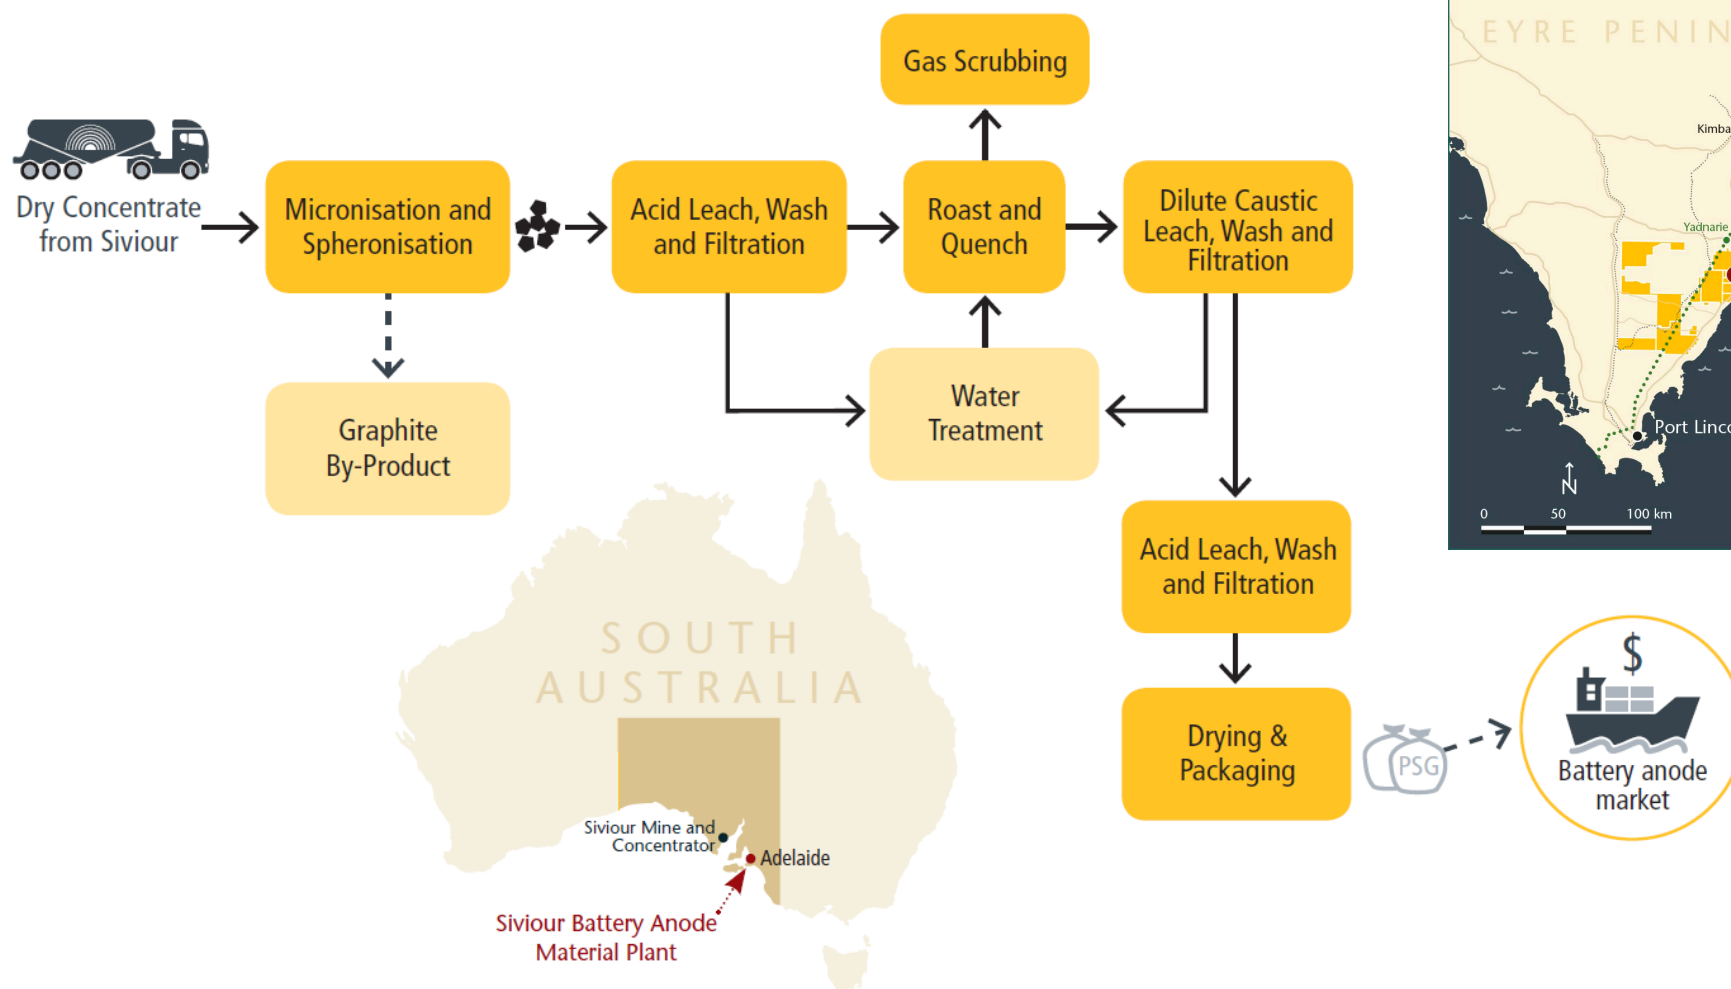 Gas Scrubbing
Dry Concentrate
from Siviour
Micronisation and
Spheronisation
Acid Leach, Wash
and Filtration
Roast and
Quench
Dilute Caustic
Leach, Wash and
Filtration
Graphite
By-Product
Water
Treatment
Acid Leach, Wash
and Filtration
Drying &
Packaging
PSG
$
Battery anode
market
SOUTH
AUSTRALIA
Siviour Mine and
Concentrator
Adelaide
Siviour Battery Anode
Material Plant
EYRE PENIN
Kimba
Yadnarie
Port Linco
N
0 50 100 km